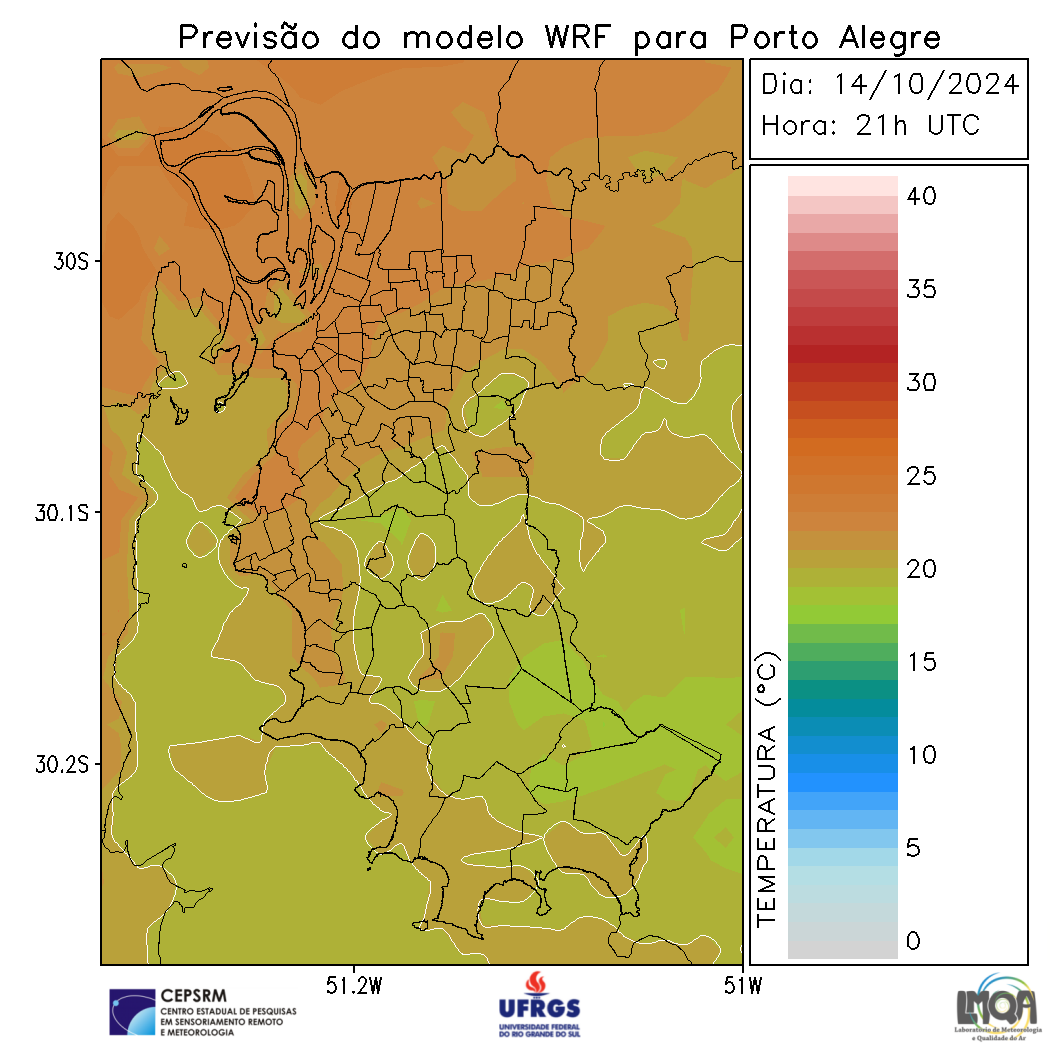 Previsão do modelo WRF para Porto Alegre
Dia: 14/10/2024
Hora: 21h UTC
40
35
30
25
20
15
10
5
0
TEMPERATURA (°C)
30S
30.1S
30.2S
51.2W
51W
CEPSRM
CENTRO ESTADUAL DE PESQUISAS
EM SENSORIAMENTO REMOTO
E METEOROLOGIA
UFRGS
UNIVERSIDADE FEDERAL
DO RIO GRANDE DO SUL
LMQA
Laboratório de Meteorologia
e Qualidade do Ar